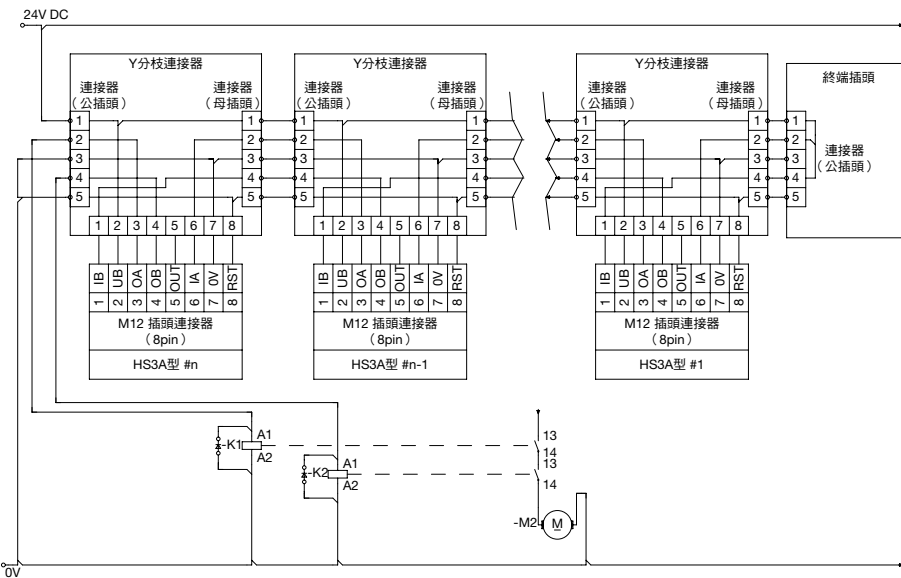 24V DC
Y分枝連接器
連接器
（公插頭）
連接器
（母插頭）
1 1
2 2
3 3
4 4
5 5
1 2 3 4 5 6 7 8
IB UB OA OB OUT IA 0V RST
1 2 3 4 5 6 7 8
M12 插頭連接器
（8pin）
HS3A型 #n
Y分枝連接器
連接器
（公插頭）
連接器
（母插頭）
1 1
2 2
3 3
4 4
5 5
1 2 3 4 5 6 7 8
IB UB OA OB OUT IA 0V RST
1 2 3 4 5 6 7 8
M12 插頭連接器
（8pin）
HS3A型 #n-1
Y分枝連接器
連接器
（公插頭）
連接器
（母插頭）
1 1
2 2
3 3
4 4
5 5
1 2 3 4 5 6 7 8
IB UB OA OB OUT IA 0V RST
1 2 3 4 5 6 7 8
M12 插頭連接器
（8pin）
HS3A型 #1
終端插頭
1
2
3
4
5
連接器
（公插頭）
-K1
A1
A2
-K2
A1
A2
13
14
13
14
-M2
M
0V